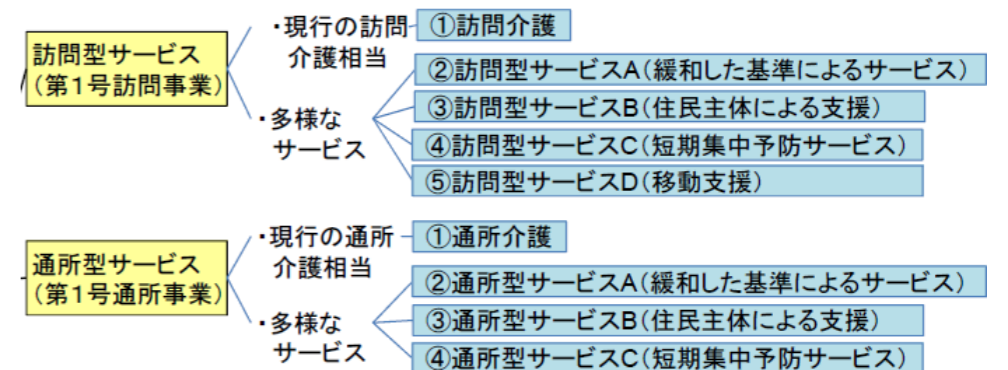 訪問型サービス
(第1号訪問事業)
・現行の訪問
介護相当
①訪問介護
・多様な
サービス
②訪問型サービスA(緩和した基準によるサービス)
③訪問型サービスB(住民主体による支援)
④訪問型サービスC(短期集中予防サービス)
⑤訪問型サービスD(移動支援)
通所型サービス
(第1号通所事業)
・現行の通所
介護相当
①通所介護
・多様な
サービス
②通所型サービスA(緩和した基準によるサービス)
③通所型サービスB(住民主体による支援)
④通所型サービスC(短期集中予防サービス)